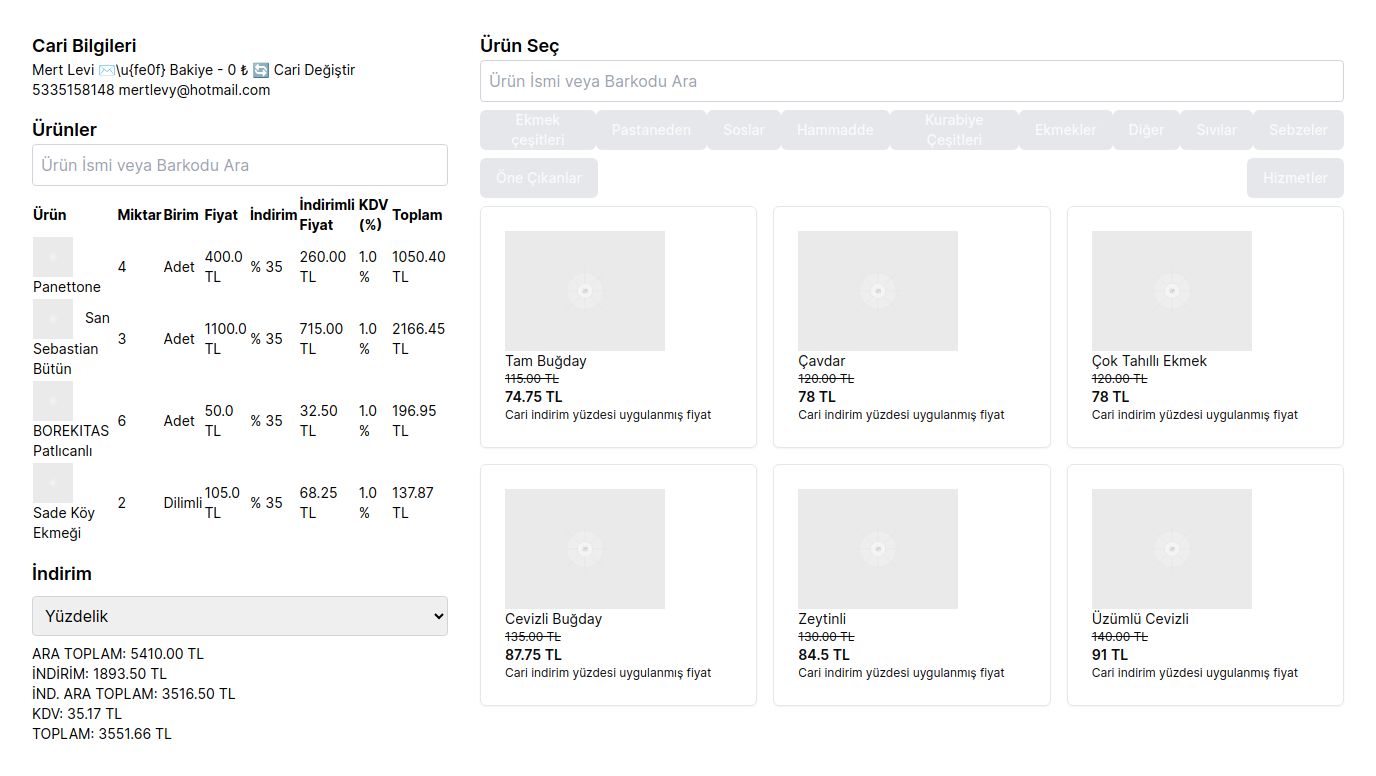 Cari Bilgileri
Mert Levi ✉️\u{fe0f} Bakiye - 0 ₺ 🔄 Cari Değiştir
5335158148 mertlevy@hotmail.com
Ürünler
Ürün İsmi veya Barkodu Ara
Ürün Miktar Birim Fiyat İndirim İndirimli Fiyat KDV (%) Toplam
Panettone 4 Adet 400.0 TL % 35 260.00 TL 1.0 % 1050.40 TL
San Sebastian Bütün 3 Adet 1100.0 TL % 35 715.00 TL 1.0 % 2166.45 TL
BOREKITAS Patlıcanlı 6 Adet 50.0 TL % 35 32.50 TL 1.0 % 196.95 TL
Sade Köy Ekmeği 2 Dilimli 105.0 TL % 35 68.25 TL 1.0 % 137.87 TL
İndirim
Yüzdelik
ARA TOPLAM: 5410.00 TL
İNDİRİM: 1893.50 TL
İND. ARA TOPLAM: 3516.50 TL
KDV: 35.17 TL
TOPLAM: 3551.66 TL
Ürün Seç
Ürün İsmi veya Barkodu Ara
Ekmek çeşitleri Pastaneden Soslar Hammadde Kurabiye Çeşitleri Ekmekler Diğer Sıvılar Sebzeler
Öne Çıkanlar Hizmetler
Tam Buğday
115.00 TL
74.75 TL
Cari indirim yüzdesi uygulanmış fiyat
Çavdar
120.00 TL
78 TL
Cari indirim yüzdesi uygulanmış fiyat
Çok Tahıllı Ekmek
120.00 TL
78 TL
Cari indirim yüzdesi uygulanmış fiyat
Cevizli Buğday
135.00 TL
87.75 TL
Cari indirim yüzdesi uygulanmış fiyat
Zeytinli
130.00 TL
84.5 TL
Cari indirim yüzdesi uygulanmış fiyat
Üzümlü Cevizli
140.00 TL
91 TL
Cari indirim yüzdesi uygulanmış fiyat